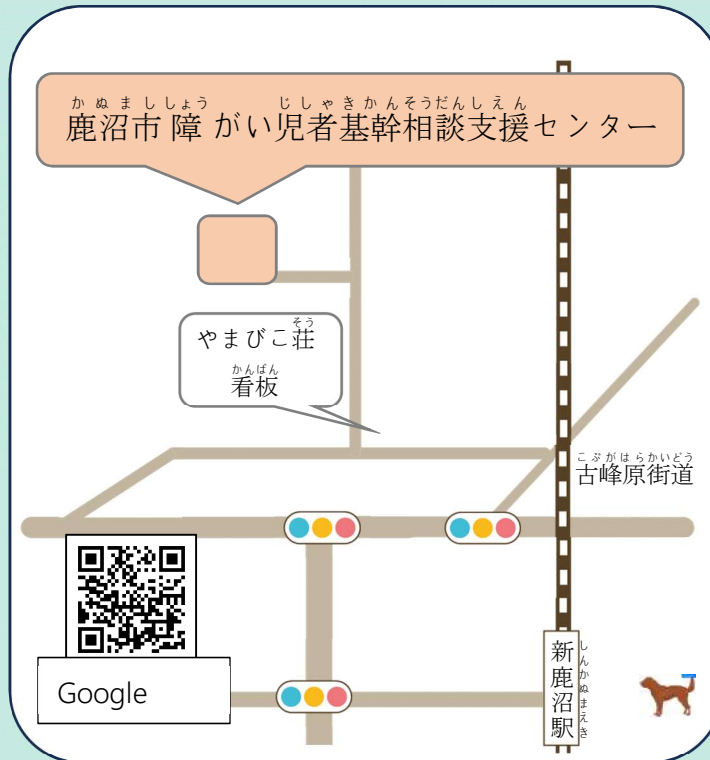 かぬまししょう じしゃきかんそうだんしえん
鹿沼市障がい児者基幹相談支援センター
そう
やまびこ荘
かんばん
看板
こぶがはらかいどう
古峰原街道
Google
新鹿沼駅
しんかぬまえき